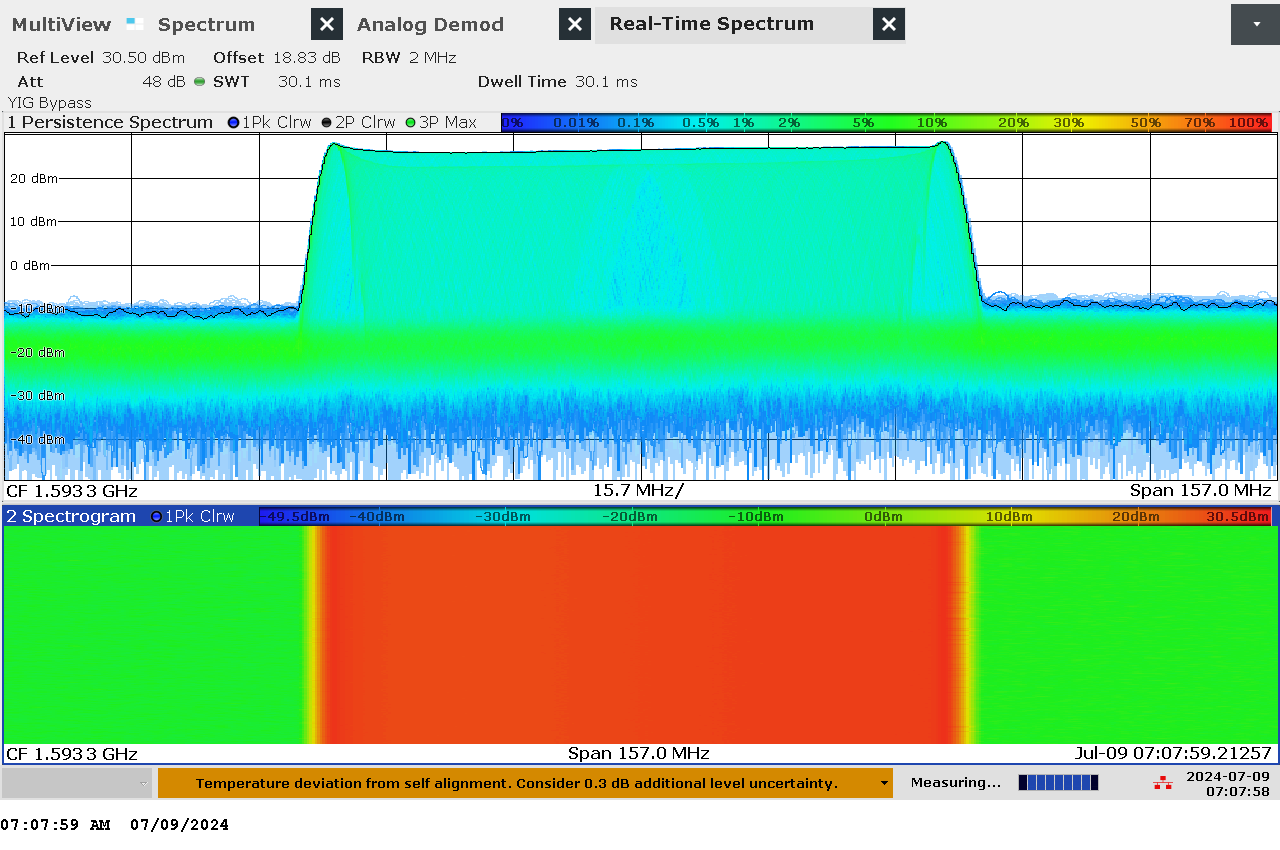 MultiView Spectrum Analog Demod Real-Time Spectrum
Ref Level 30.50 dBm Offset 18.83 dB RBW 2 MHz
Att 48 dB SWT 30.1 ms Dwell Time 30.1 ms
YIG Bypass
1 Persistence Spectrum 1Pk Clrw 2P Clrw 3P Max 0% 0.01% 0.1% 0.5% 1% 2% 5% 10% 20% 30% 50% 70% 100%
20 dBm
10 dBm
0 dBm
-10 dBm
-20 dBm
-30 dBm
-40 dBm
CF 1.5933 GHz 15.7 MHz/ Span 157.0 MHz
2 Spectrogram 1Pk Clrw -49.5dBm -40dBm -30dBm -20dBm -10dBm 0dBm 10dBm 20dBm 30.5dBm
CF 1.5933 GHz Span 157.0 MHz Jul-09 07:07:59.21257
Temperature deviation from self alignment. Consider 0.3 dB additional level uncertainty. Measuring... 2024-07-09
07:07:58
07:07:59 AM 07/09/2024